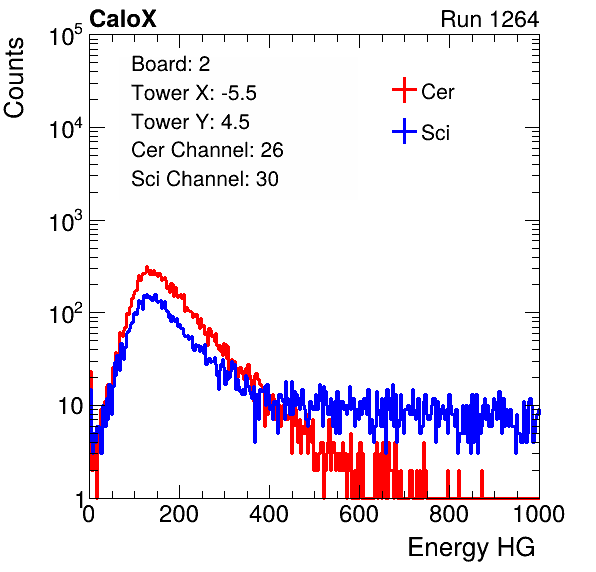 CaloX Run 1264
Counts
Board: 2
Tower X: -5.5
Tower Y: 4.5
Cer Channel: 26
Sci Channel: 30
Cer
Sci
10^5
10^4
10^3
10^2
10
1
0 200 400 600 800 1000
Energy HG